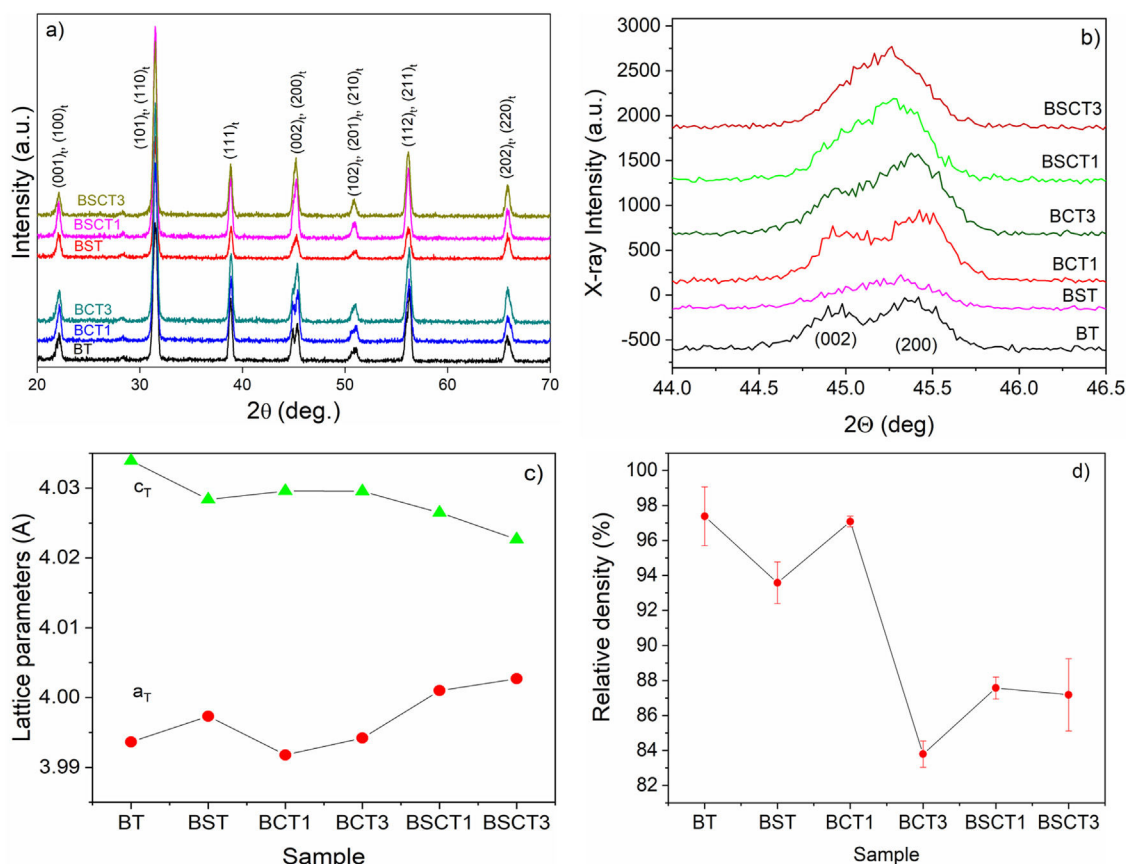 a)
Intensity (a.u.)
(001)t, (100)t
(101)t, (110)t
(111)t
(002)t, (200)t
(102)t, (201)t, (210)t
(112)t, (211)t
(202)t, (220)t
BSCT3
BSCT1
BST
BCT3
BCT1
BT
20 30 40 50 60 70
2θ (deg.)
b)
X-ray Intensity (a.u.)
3000
2500
2000
1500
1000
500
0
-500
BSCT3
BSCT1
BCT3
BCT1
BST
BT
(002) (200)
44.0 44.5 45.0 45.5 46.0 46.5
2Θ (deg)
c)
Lattice parameters (A)
4.03
4.02
4.01
4.00
3.99
cT
aT
BT BST BCT1 BCT3 BSCT1 BSCT3
Sample
d)
Relative density (%)
100
98
96
94
92
90
88
86
84
82
BT BST BCT1 BCT3 BSCT1 BSCT3
Sample